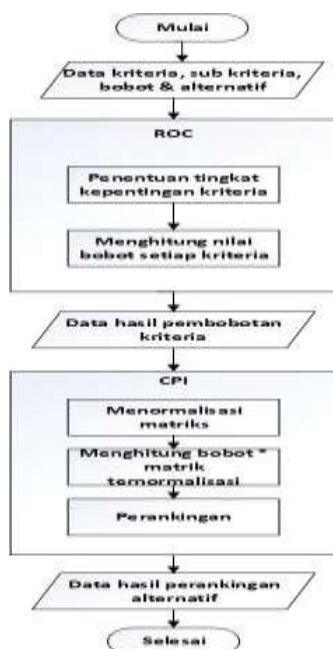 Mulai
Data kriteria, sub kriteria,
bobot & alternatif
ROC
Penentuan tingkat
kepentingan kriteria
Menghitung nilai
bobot setiap kriteria
Data hasil pembobotan
kriteria
CPI
Menormalisasi
matriks
Menghitung bobot *
matrik
ternormalisasi
Perankingan
Data hasil perankingan
alternatif
Selesai